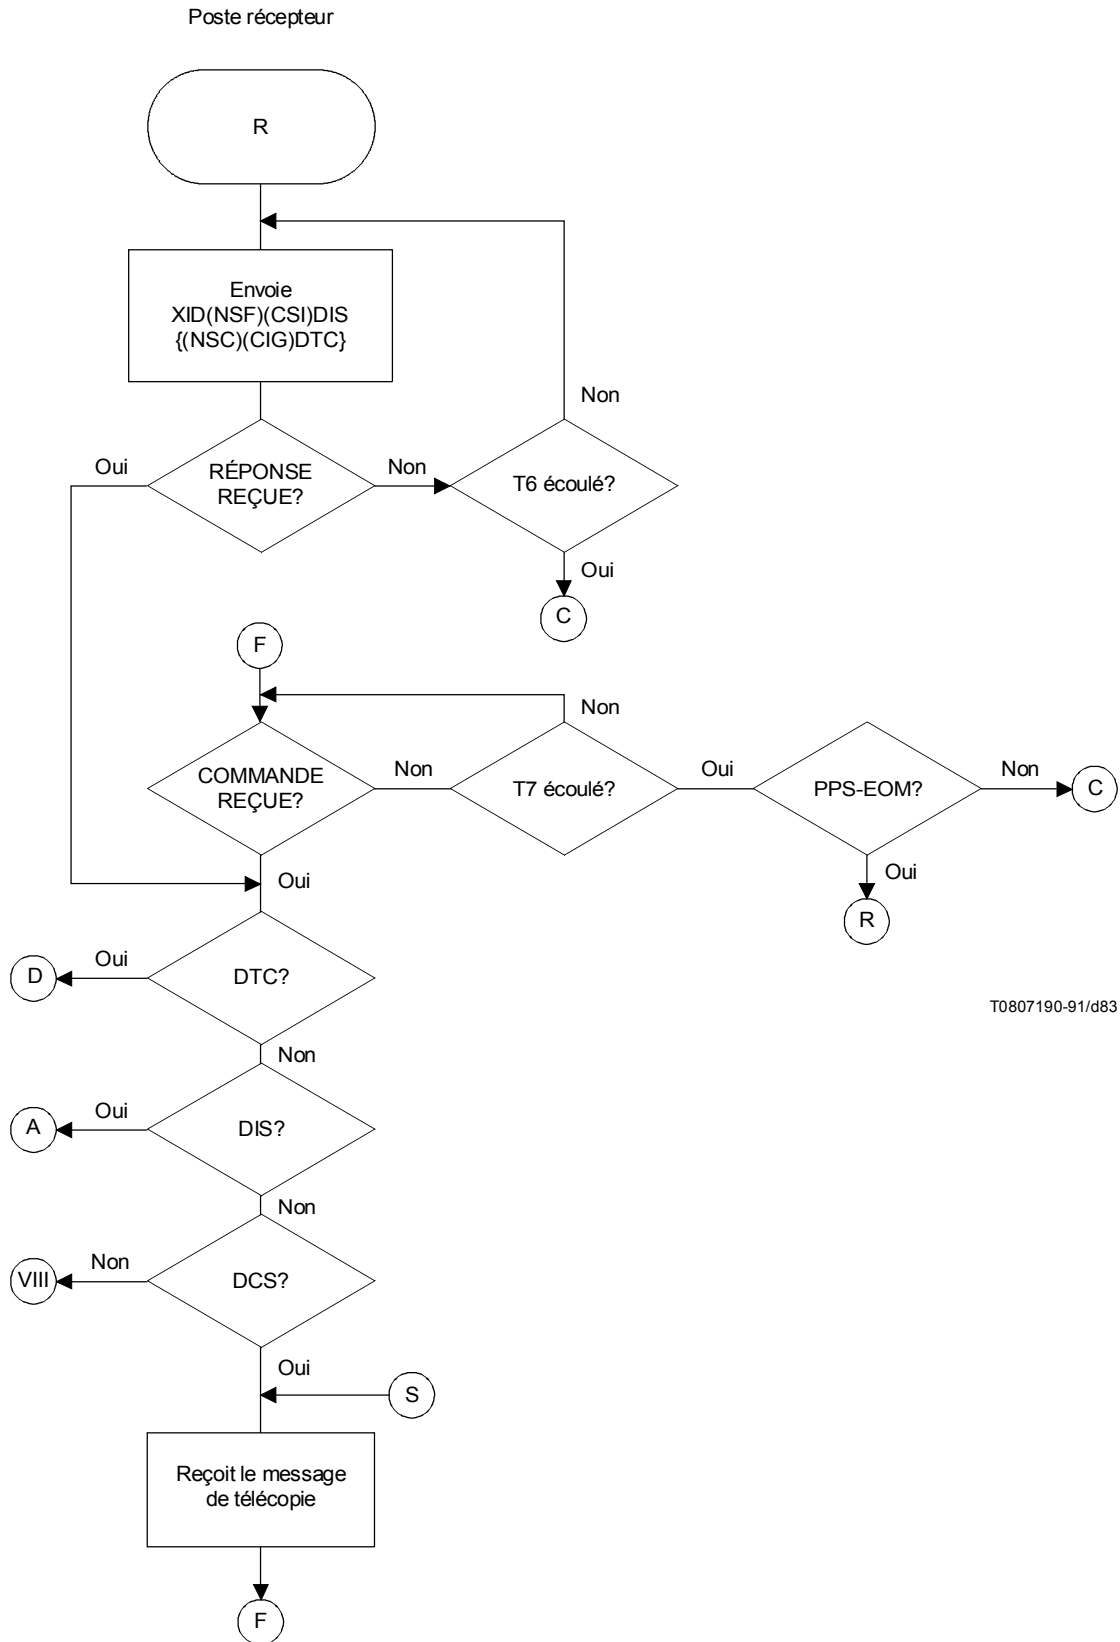 Poste récepteur
R
Envoie
XID(NSF)(CSI)DIS
{(NSC)(CIG)DTC}
Non
Oui
RÉPONSE
REÇUE?
Non
T6 écoulé?
Oui
C
F
Non
COMMANDE
REÇUE?
Non
T7 écoulé?
Oui
PPS-EOM?
Non
C
Oui
Oui
R
D
Oui
DTC?
T0807190-91/d83
Non
A
Oui
DIS?
Non
VIII
Non
DCS?
Oui
S
Reçoit le message
de télécopie
F